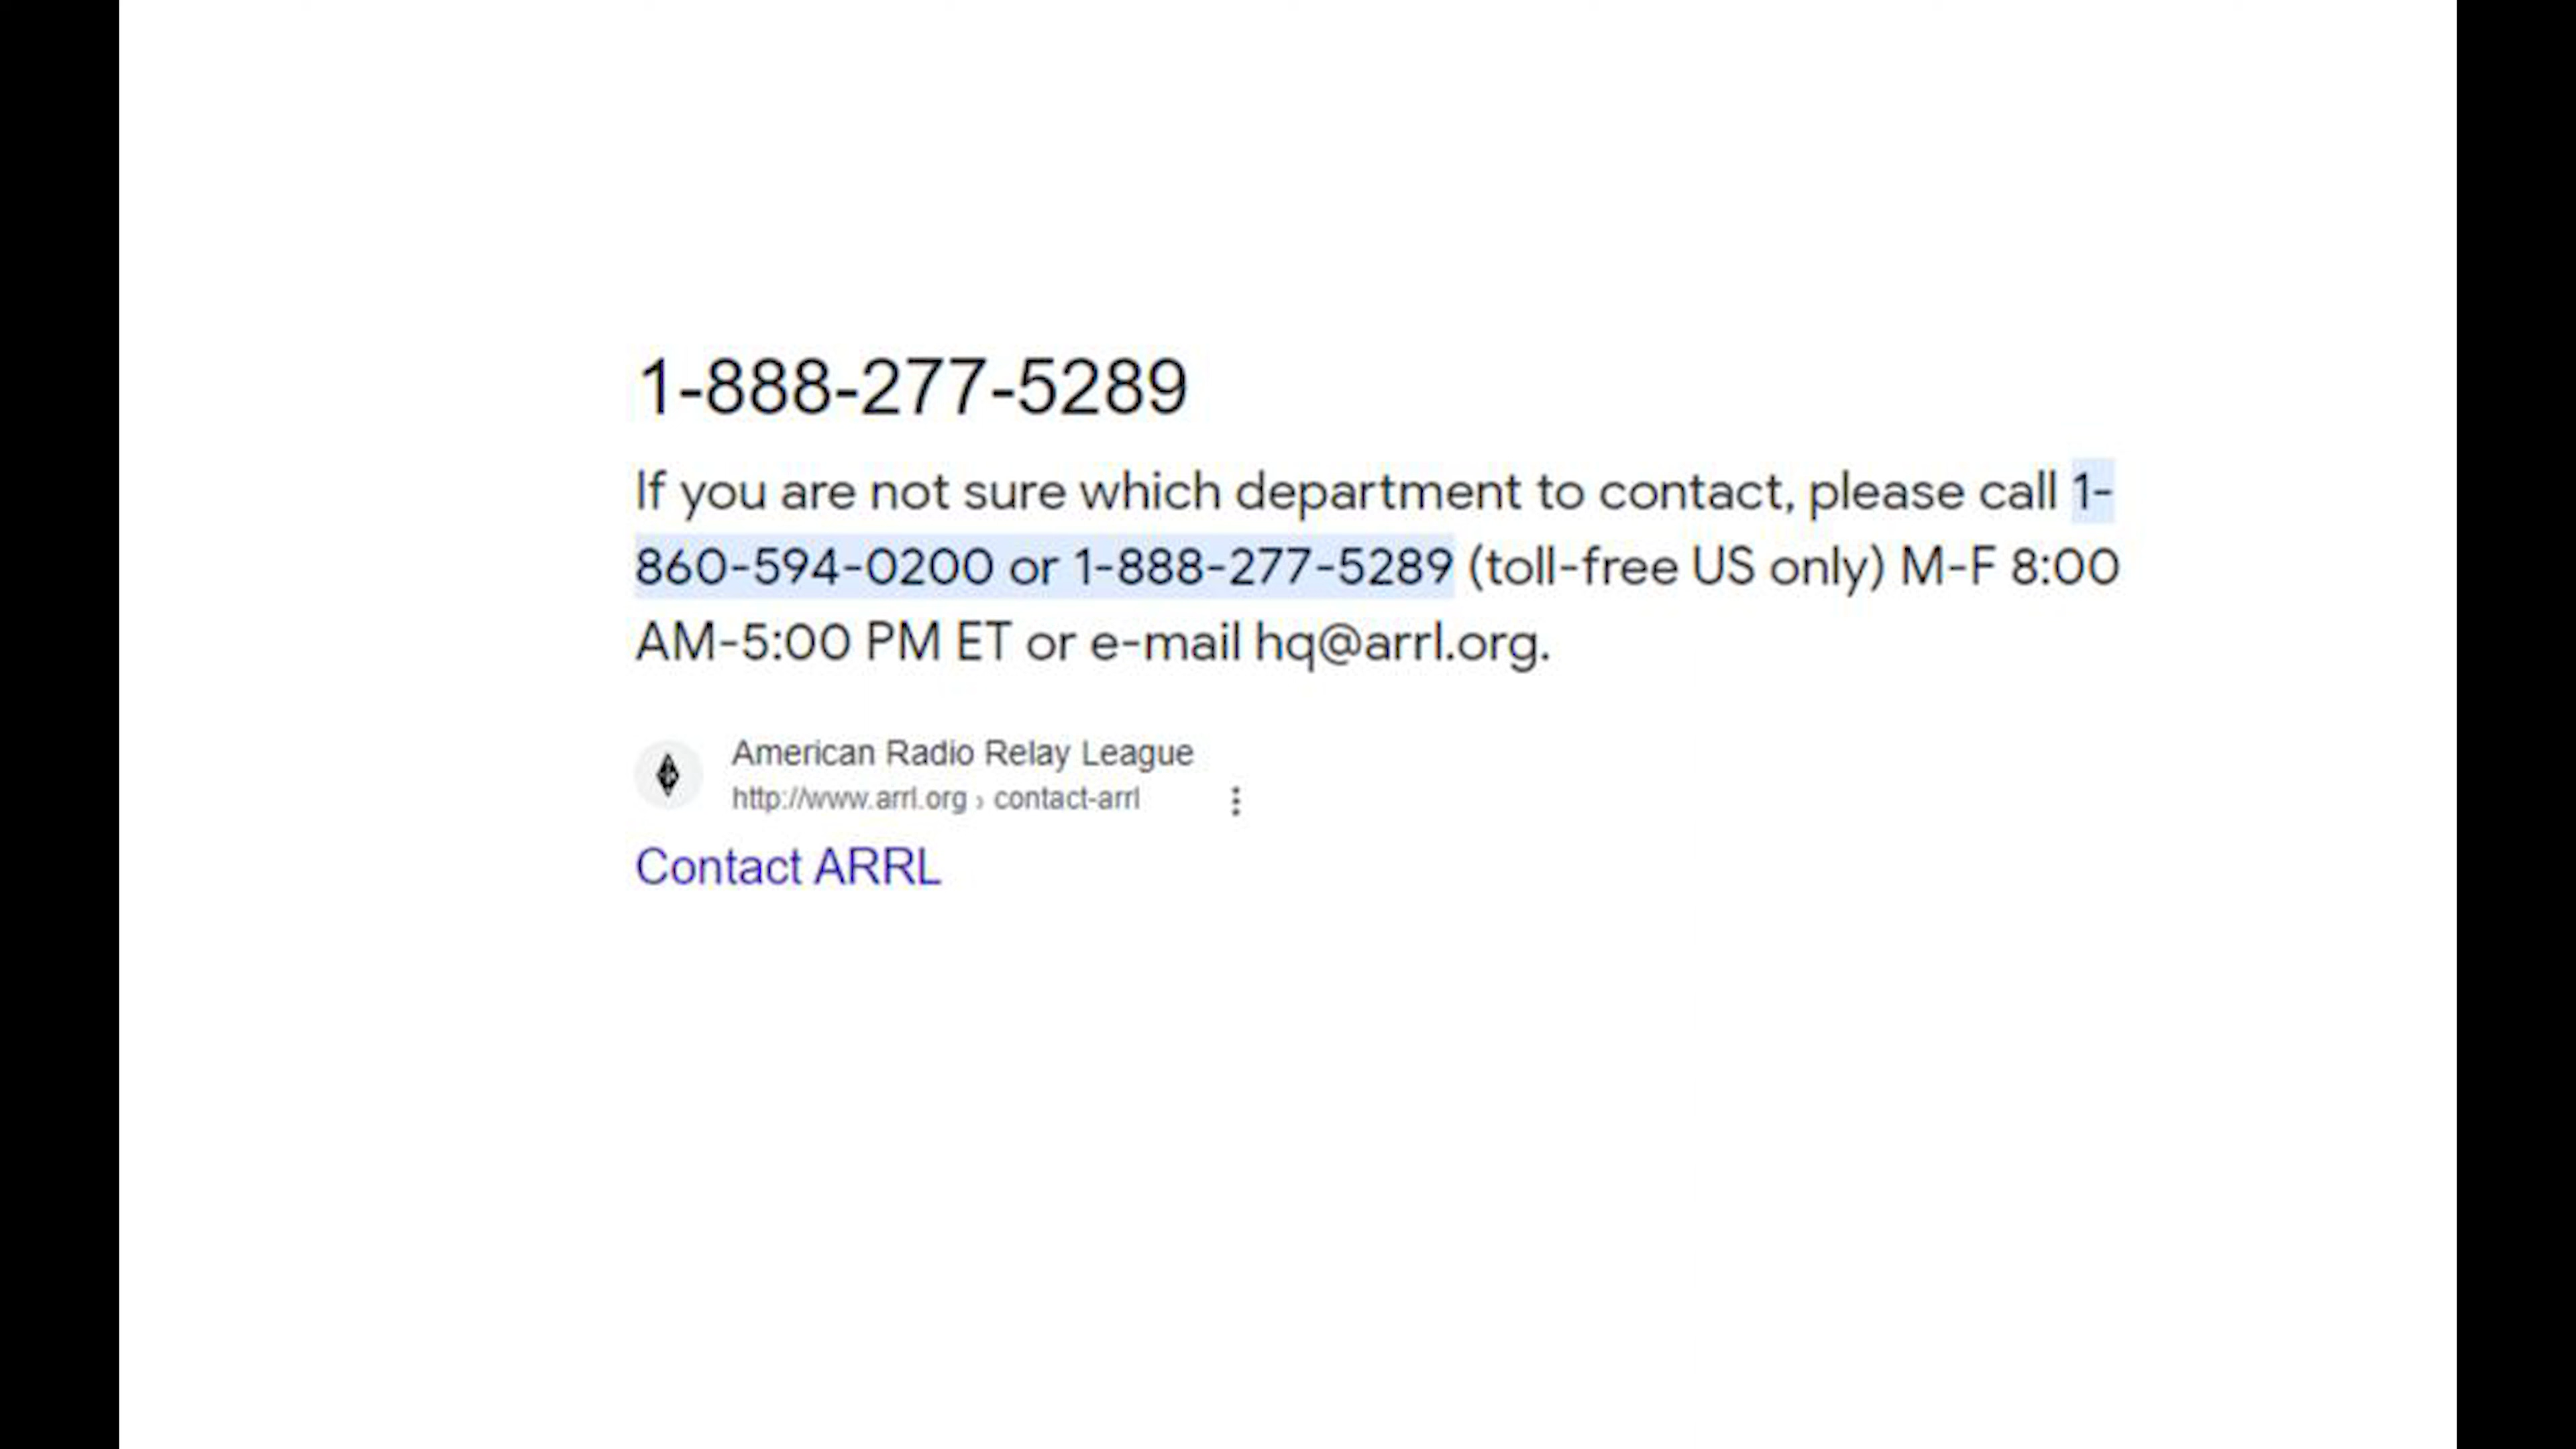 1-888-277-5289
If you are not sure which department to contact, please call 1-
860-594-0200 or 1-888-277-5289 (toll-free US only) M-F 8:00
AM-5:00 PM ET or e-mail hq@arrl.org.
American Radio Relay League
http://www.arrl.org › contact-arrl
Contact ARRL